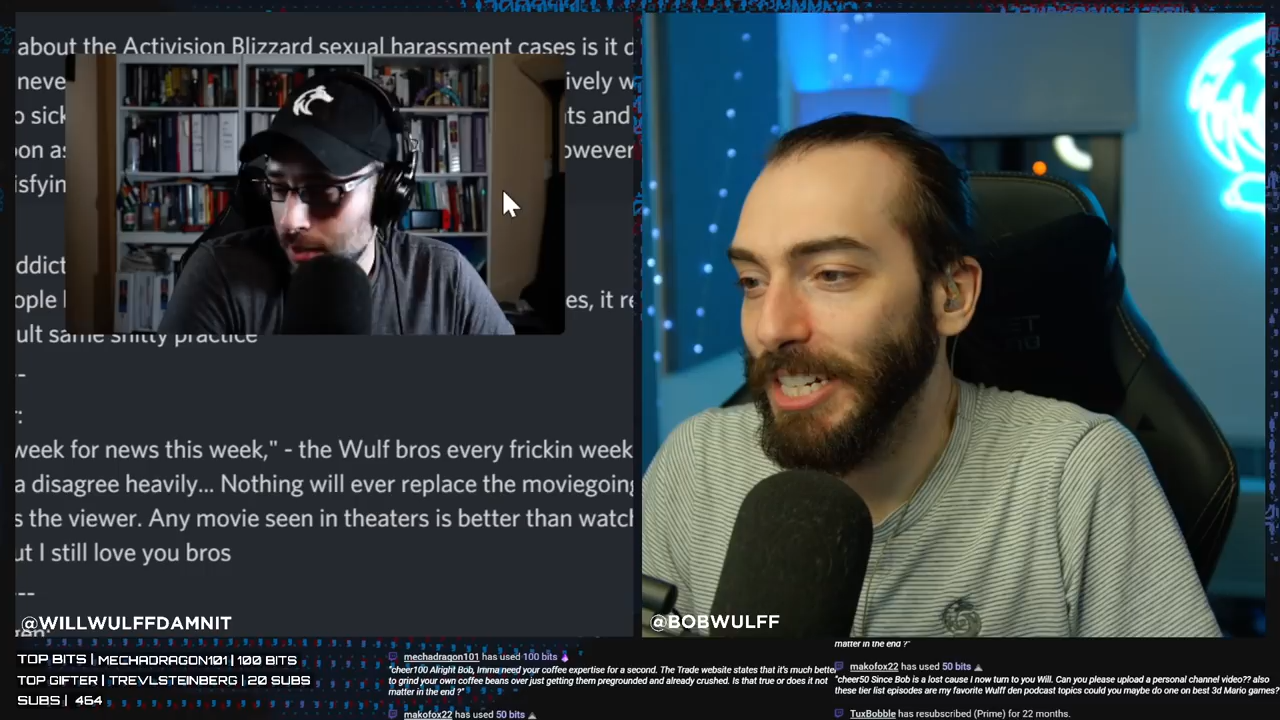 about the Activision Blizzard sexual harassment cases is it
neve ively w
sick ts and
oon as owever
isfyin
ddict
ople es, it re
ult same shitty practice
--
r:
week for news this week," - the Wulf bros every frickin week
a disagree heavily... Nothing will ever replace the moviegoing
s the viewer. Any movie seen in theaters is better than watch
ut I still love you bros
---
@WILLWULFFDAMNIT
@BOBWULFF
TOP BITS | MECHADRAGON101 | 100 BITS
TOP GIFTER | TREVLSTEINBERG | 20 SUBS
SUBS | 464
mechadragon101 has used 100 bits
"cheer100 Alright Bob, Imma need your coffee expertise for a second. The Trade website states that it's much better
to grind your own coffee beans over just getting them pregrounded and already crushed. Is that true or does it not
matter in the end ?"
makofox22 has used 50 bits
matter in the end ?"
makofox22 has used 50 bits
"cheer50 Since Bob is a lost cause I now turn to you Will. Can you please upload a personal channel video?? also
these tier list episodes are my favorite Wulff den podcast topics could you maybe do one on best 3d Mario games?
TuxBobble has resubscribed (Prime) for 22 months.